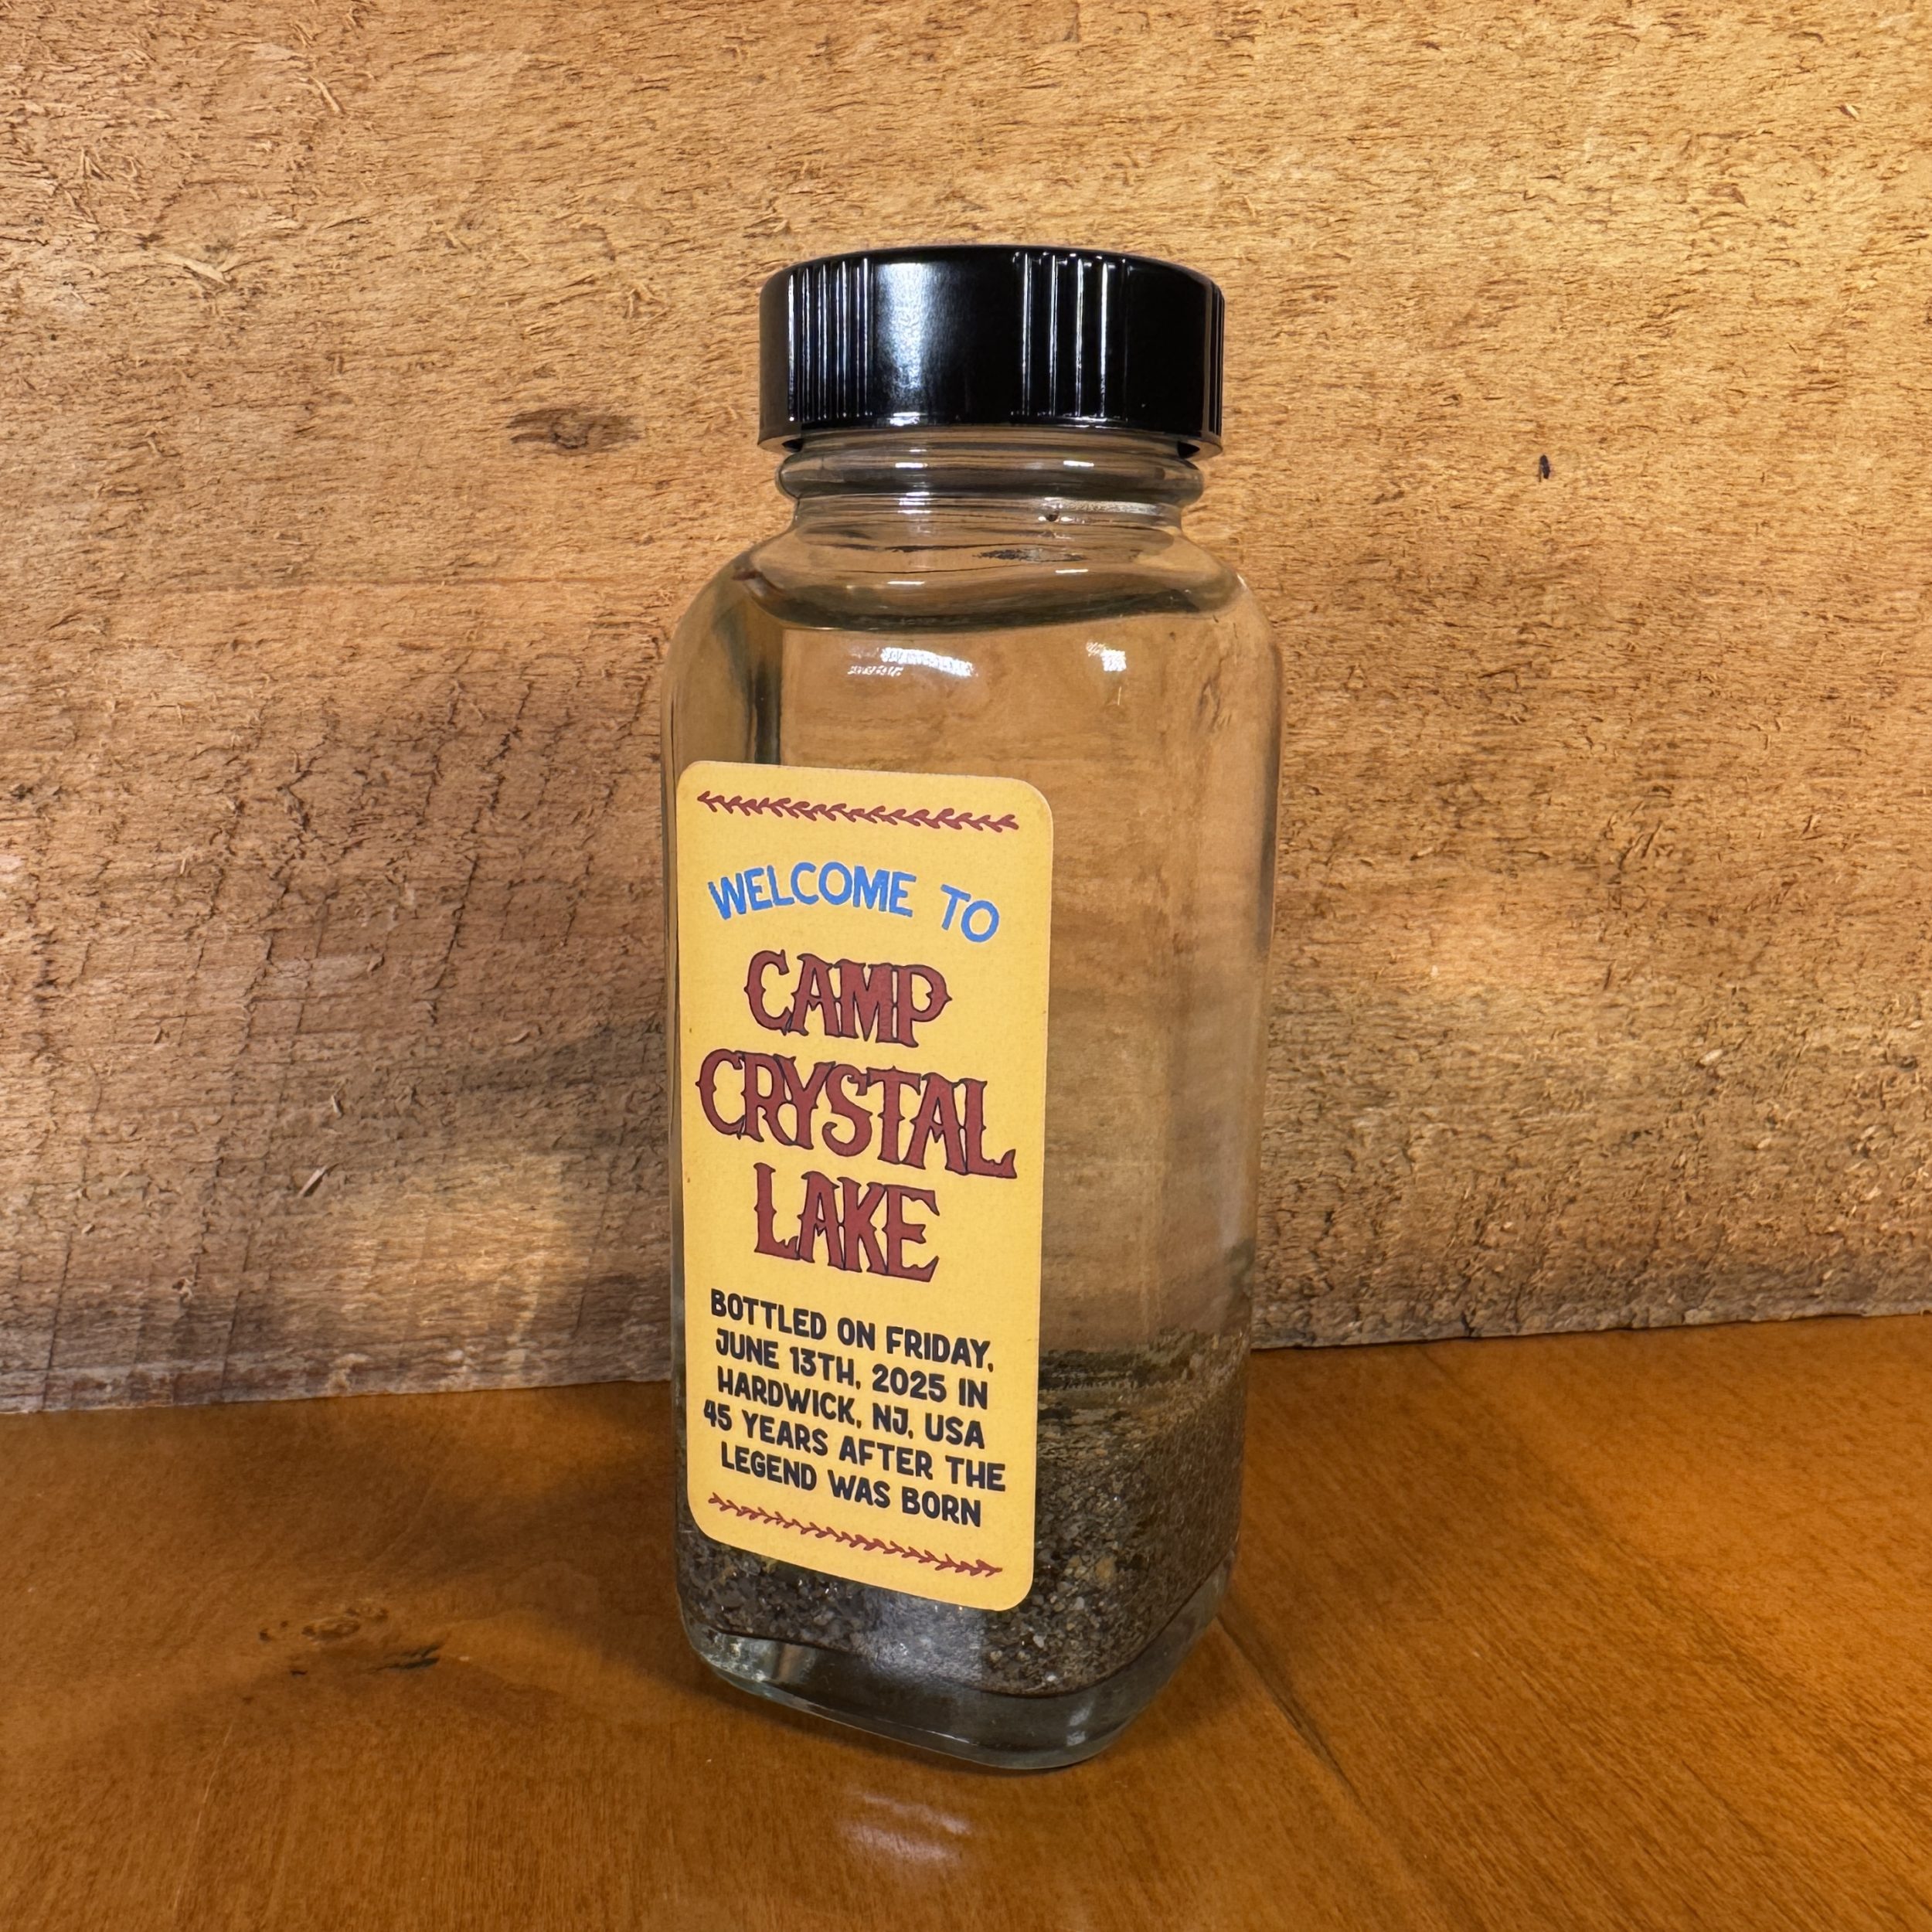 WELCOME TO
CAMP
CRYSTAL
LAKE
BOTTLED ON FRIDAY,
JUNE 13TH, 2025 IN
HARDWICK, NJ, USA
45 YEARS AFTER THE
LEGEND WAS BORN